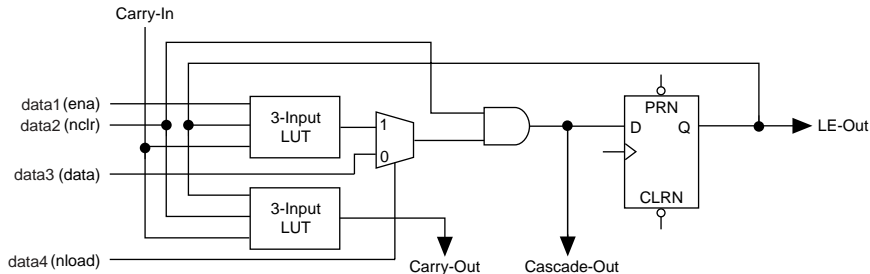 Carry-In
data1 (ena)
data2 (nclr)
3-Input
LUT
1
0
PRN
D
Q
LE-Out
data3 (data)
3-Input
LUT
CLRN
data4 (nload)
Carry-Out
Cascade-Out